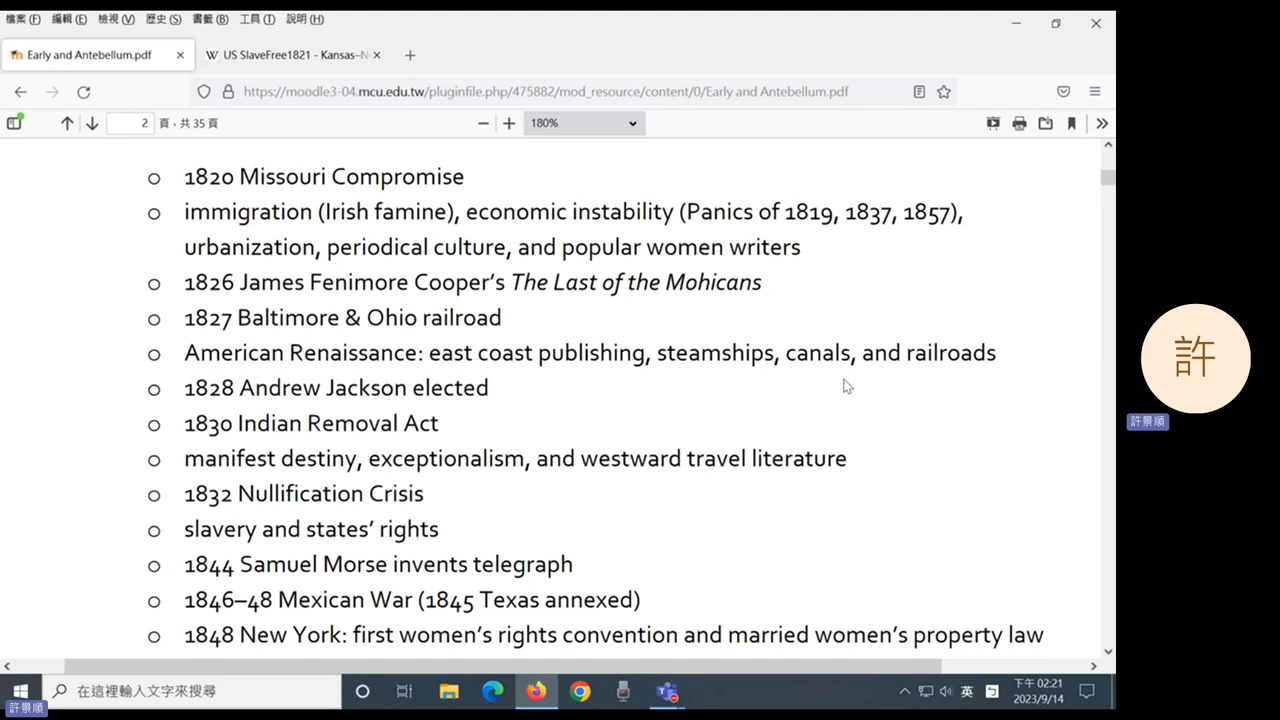 檔案(F) 編輯(E) 檢視(V) 歷史(S) 書籤(B) 工具(T) 說明(H)
Early and Antebellum.pdf
US SlaveFree1821 - Kansas–N
https://moodle3-04.mcu.edu.tw/pluginfile.php/475882/mod_resource/content/0/Early and Antebellum.pdf
2 頁，共 35 頁
180%
1820 Missouri Compromise
immigration (Irish famine), economic instability (Panics of 1819, 1837, 1857),
urbanization, periodical culture, and popular women writers
1826 James Fenimore Cooper’s The Last of the Mohicans
1827 Baltimore & Ohio railroad
American Renaissance: east coast publishing, steamships, canals, and railroads
1828 Andrew Jackson elected
1830 Indian Removal Act
manifest destiny, exceptionalism, and westward travel literature
1832 Nullification Crisis
slavery and states‘ rights
1844 Samuel Morse invents telegraph
1846–48 Mexican War (1845 Texas annexed)
1848 New York: first women’s rights convention and married women’s property law
許
許景順
在這裡輸入文字來搜尋
英
下午 02:21
2023/9/14
許景順